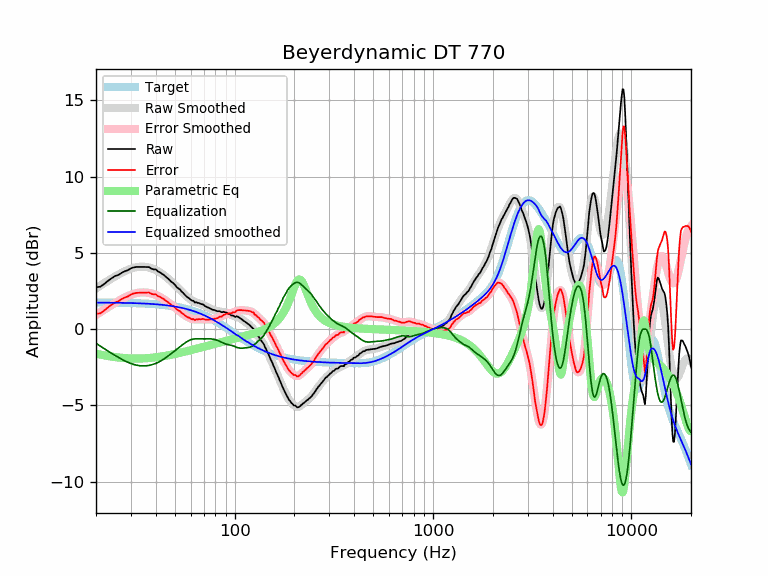 Beyerdynamic DT 770
Target
Raw Smoothed
Error Smoothed
Raw
Error
Parametric Eq
Equalization
Equalized smoothed
15
10
5
0
−5
−10
Amplitude (dBr)
100
1000
10000
Frequency (Hz)